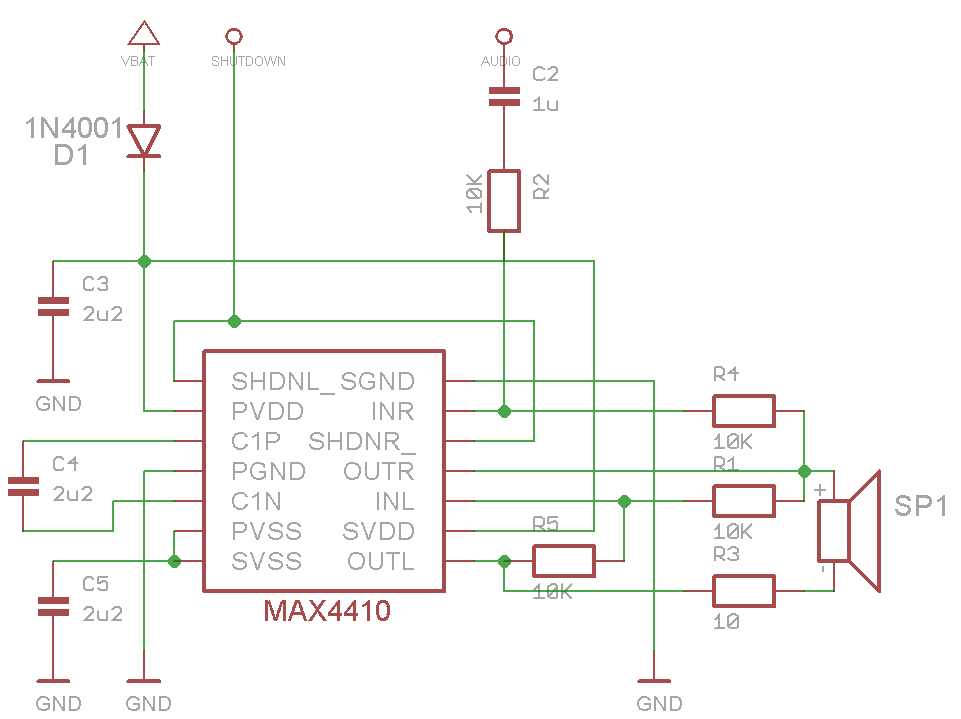 VBAT
SHUTDOWN
AUDIO
C2
1u
1N4001
D1
10K
R2
C3
2u2
GND
SHDNL_
SGND
PVDD
INR
C1P
SHDNR_
PGND
OUTR
C1N
INL
PVSS
SVDD
SVSS
OUTL
MAX4410
C4
2u2
C5
2u2
R4
10K
R1
10K
R5
10K
R3
10
+
-
SP1
GND
GND
GND